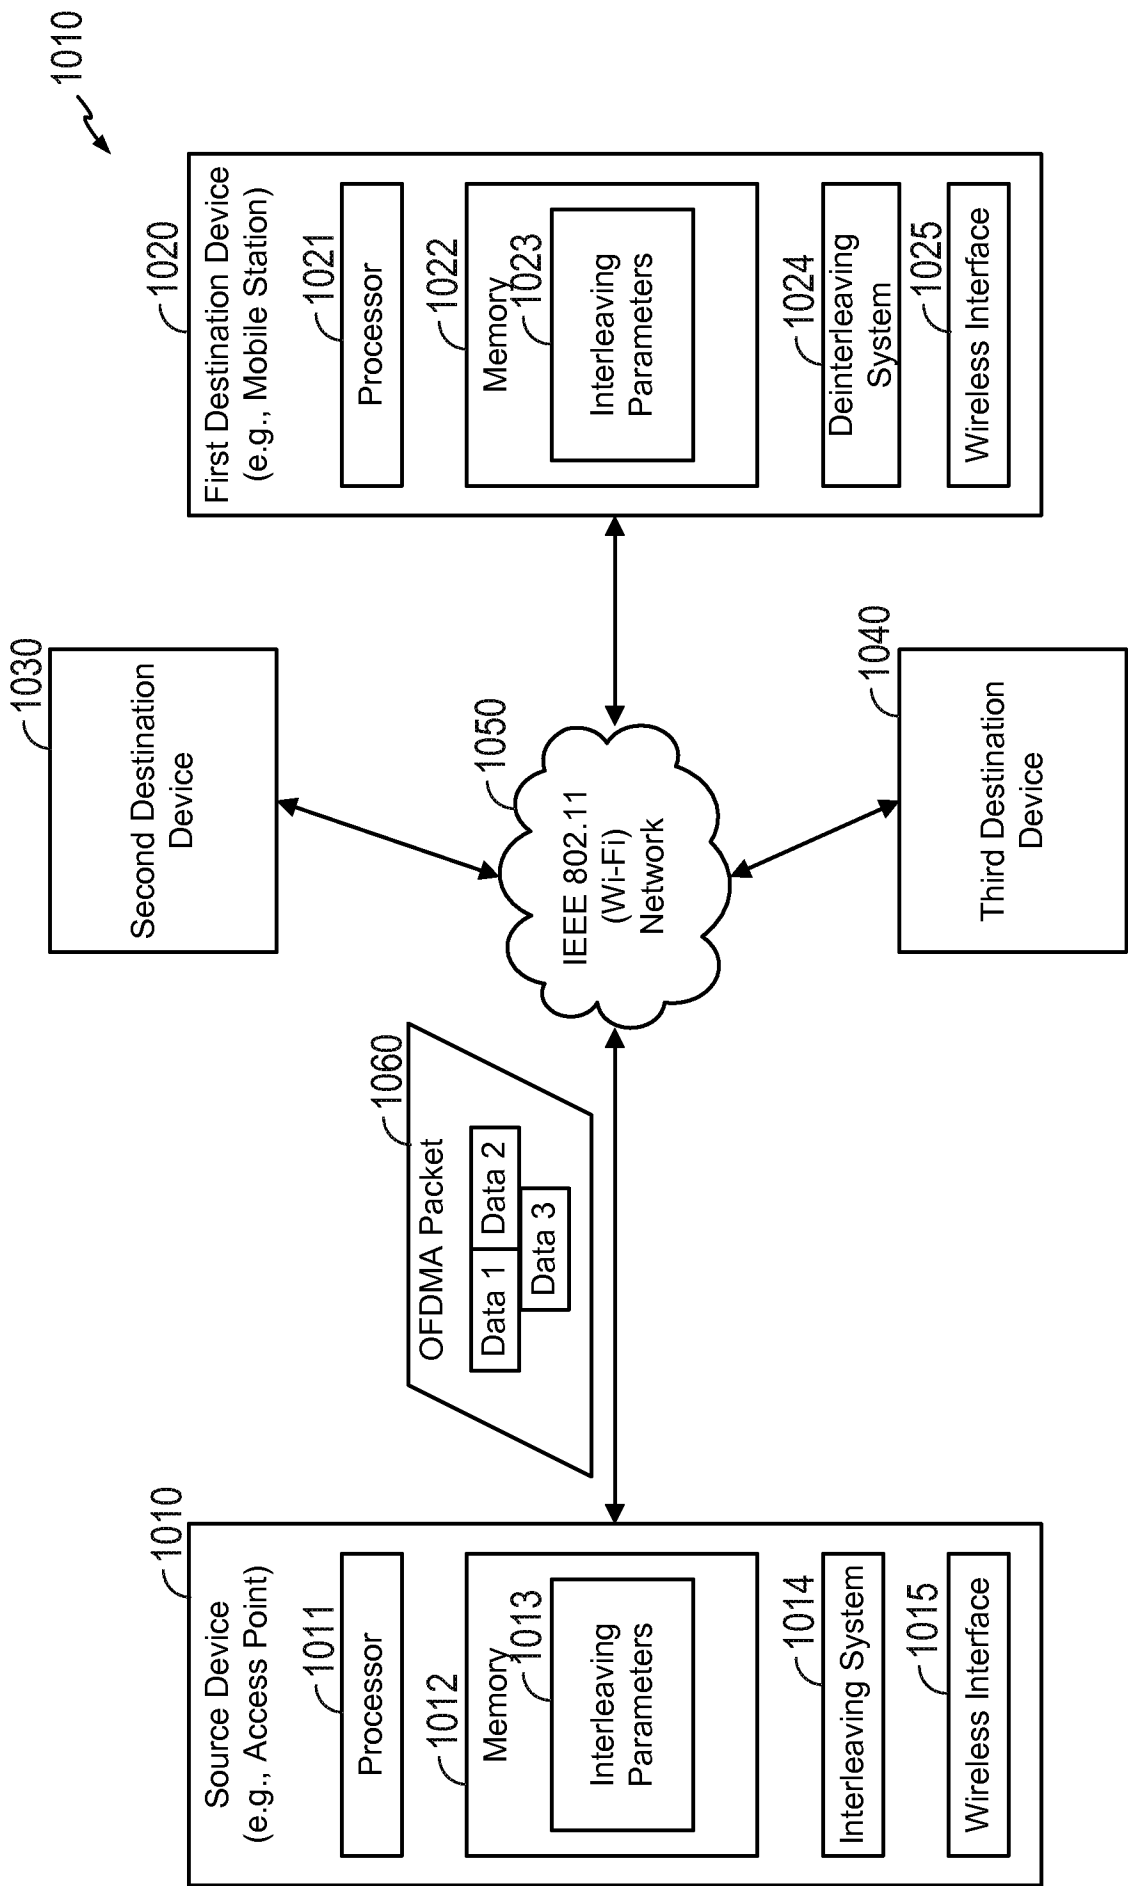 1010
1010
Source Device
(e.g., Access Point)
1011
Processor
1012
Memory
1013
Interleaving
Parameters
1014
Interleaving System
1015
Wireless Interface
1060
OFDMA Packet
Data 1
Data 2
Data 3
1030
Second Destination
Device
1050
IEEE 802.11
(Wi-Fi)
Network
1040
Third Destination
Device
1020
First Destination Device
(e.g., Mobile Station)
1021
Processor
1022
Memory
1023
Interleaving
Parameters
1024
Deinterleaving
System
1025
Wireless Interface